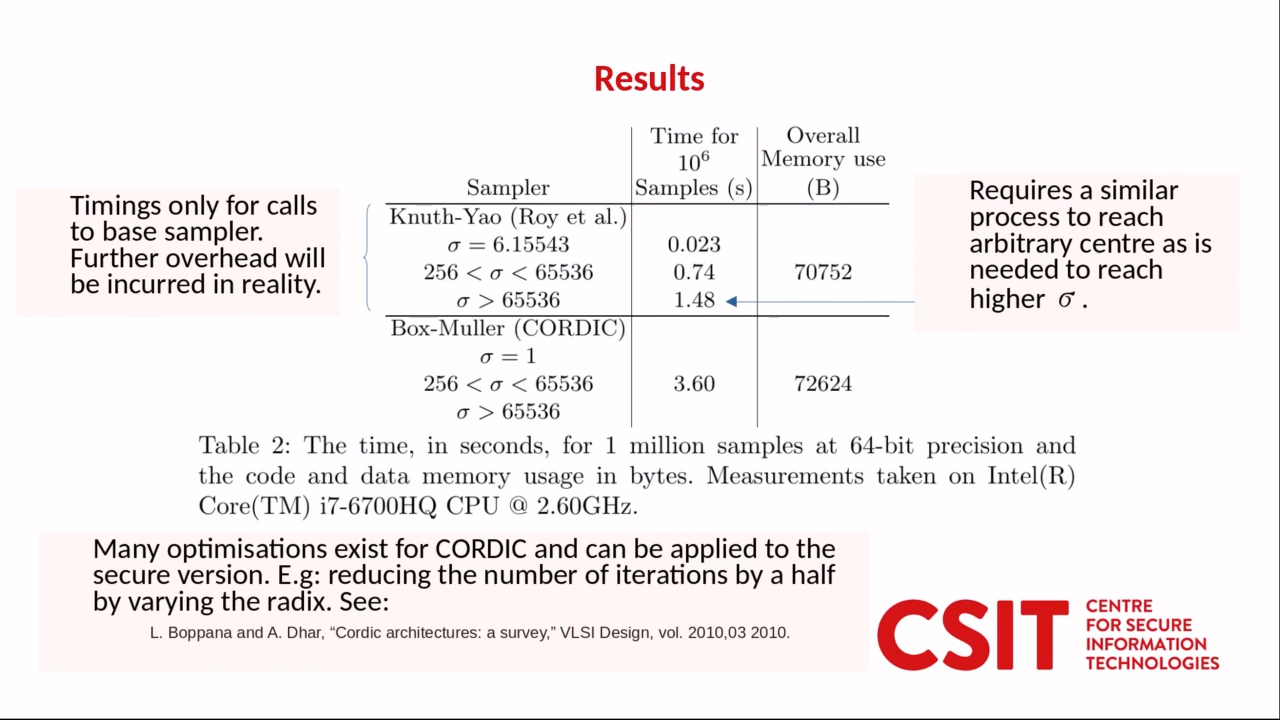 Results
Time for
10^6
Samples (s)
Overall
Memory use
(B)
Sampler
Knuth-Yao (Roy et al.)
σ = 6.15543 0.023
256 < σ < 65536 0.74 70752
σ > 65536 1.48
Box-Muller (CORDIC)
σ = 1
256 < σ < 65536 3.60 72624
σ > 65536
Timings only for calls
to base sampler.
Further overhead will
be incurred in reality.
Requires a similar
process to reach
arbitrary centre as is
needed to reach
higher σ .
Table 2: The time, in seconds, for 1 million samples at 64-bit precision and
the code and data memory usage in bytes. Measurements taken on Intel(R)
Core(TM) i7-6700HQ CPU @ 2.60GHz.
Many optimisations exist for CORDIC and can be applied to the
secure version. E.g: reducing the number of iterations by a half
by varying the radix. See:
L. Boppana and A. Dhar, “Cordic architectures: a survey,” VLSI Design, vol. 2010,03 2010.
CSIT
CENTRE
FOR SECURE
INFORMATION
TECHNOLOGIES